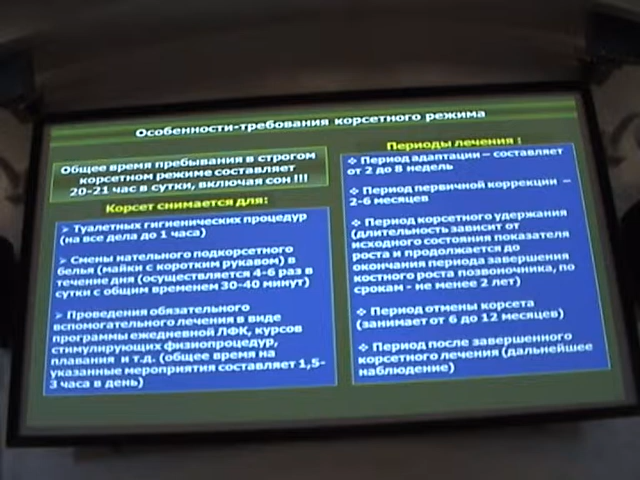 Особенности-требования корсетного режима
Общее время пребывания в строгом
корсетном режиме составляет
20-21 час в сутки, включая сон !!!
Корсет снимается для:
➢ Туалетных гигиенических процедур
(на все дела до 1 часа)
➢ Смены нательного подкорсетного
белья (майки с коротким рукавом) в
течение дня (осуществляется 4-6 раз в
сутки с общим временем 30-40 минут)
➢ Проведения обязательного
вспомогательного лечения в виде
программы ежедневной ЛФК, курсов
стимулирующих физиопроцедур,
плавания и т.д. (общее время на
указанные мероприятия составляет 1,5-
3 часа в день)
Периоды лечения :
❖ Период адаптации – составляет
от 2 до 8 недель
❖ Период первичной коррекции –
2-6 месяцев
❖ Период корсетного удержания
(длительность зависит от
исходного состояния показателя
роста и продолжается до
окончания периода завершения
костного роста позвоночника, по
срокам - не менее 2 лет)
❖ Период отмены корсета
(занимает от 6 до 12 месяцев)
❖ Период после завершенного
корсетного лечения (дальнейшее
наблюдение)